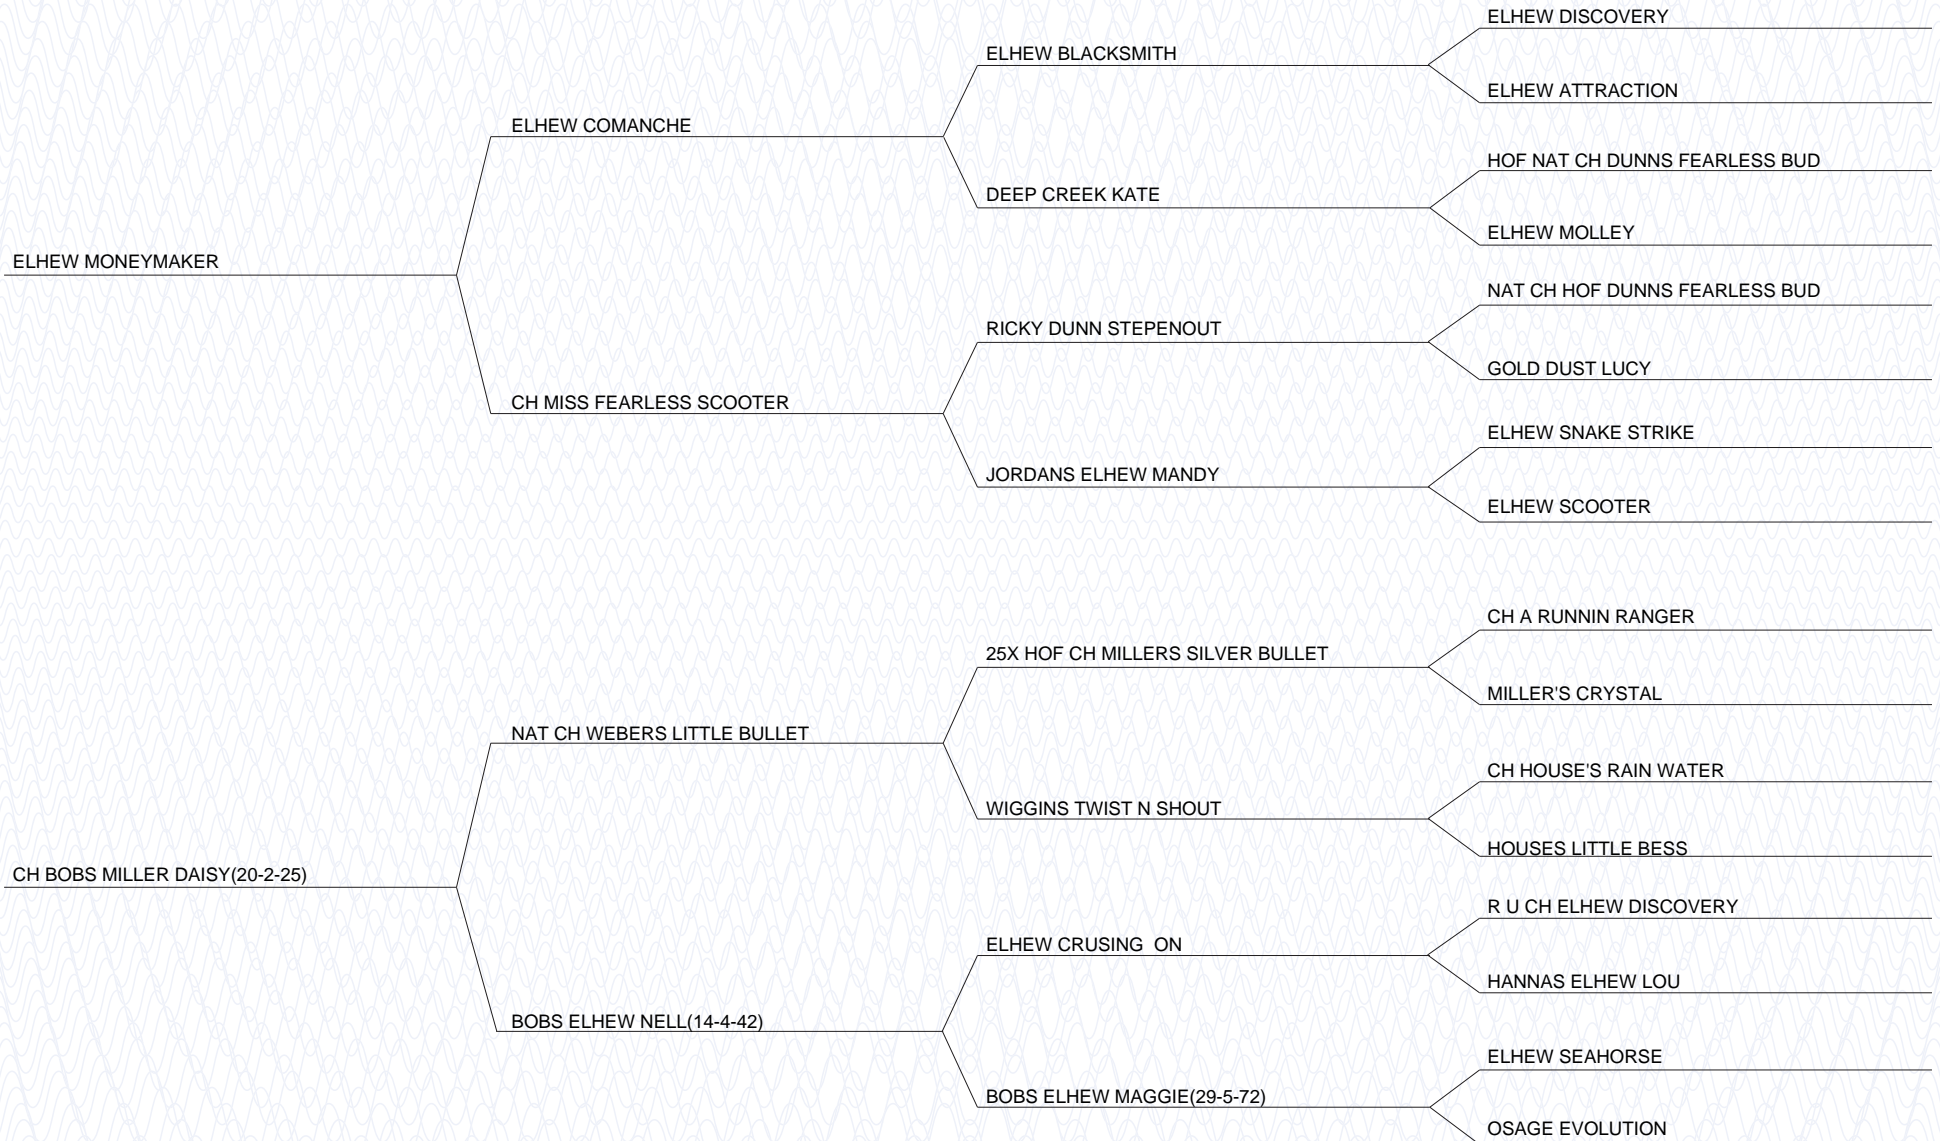 ELHEW DISCOVERY
ELHEW BLACKSMITH
ELHEW ATTRACTION
ELHEW COMANCHE
HOF NAT CH DUNNS FEARLESS BUD
DEEP CREEK KATE
ELHEW MOLLEY
ELHEW MONEYMAKER
NAT CH HOF DUNNS FEARLESS BUD
RICKY DUNN STEPENOUT
GOLD DUST LUCY
CH MISS FEARLESS SCOOTER
ELHEW SNAKE STRIKE
JORDANS ELHEW MANDY
ELHEW SCOOTER
CH A RUNNIN RANGER
25X HOF CH MILLERS SILVER BULLET
MILLER'S CRYSTAL
NAT CH WEBERS LITTLE BULLET
CH HOUSE'S RAIN WATER
WIGGINS TWIST N SHOUT
HOUSES LITTLE BESS
CH BOBS MILLER DAISY(20-2-25)
R U CH ELHEW DISCOVERY
ELHEW CRUSING  ON
HANNAS ELHEW LOU
BOBS ELHEW NELL(14-4-42)
ELHEW SEAHORSE
BOBS ELHEW MAGGIE(29-5-72)
OSAGE EVOLUTION